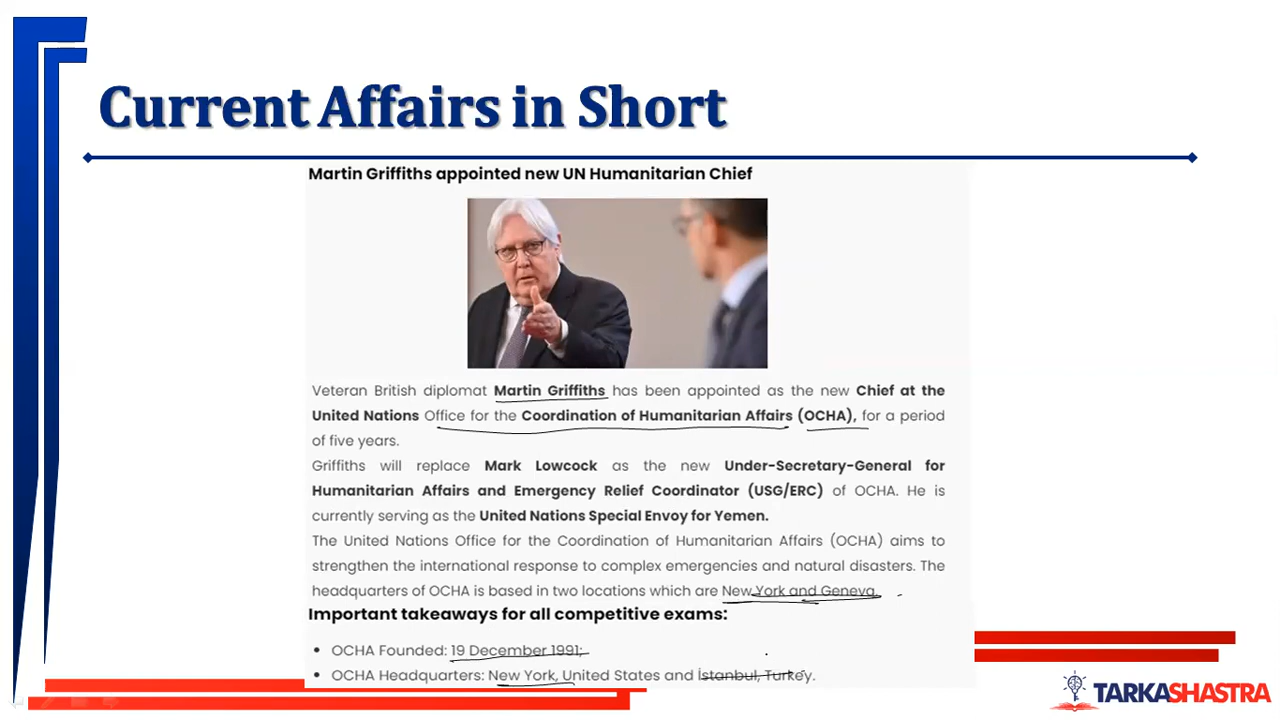 Current Affairs in Short
Martin Griffiths appointed new UN Humanitarian Chief
Veteran British diplomat Martin Griffiths has been appointed as the new Chief at the
United Nations Office for the Coordination of Humanitarian Affairs (OCHA), for a period
of five years.
Griffiths will replace Mark Lowcock as the new Under-Secretary-General for
Humanitarian Affairs and Emergency Relief Coordinator (USG/ERC) of OCHA. He is
currently serving as the United Nations Special Envoy for Yemen.
The United Nations Office for the Coordination of Humanitarian Affairs (OCHA) aims to
strengthen the international response to complex emergencies and natural disasters. The
headquarters of OCHA is based in two locations which are New York and Geneva.
Important takeaways for all competitive exams:
• OCHA Founded: 19 December 1991;
• OCHA Headquarters: New York, United States and İstanbul, Turkey.
TARKASHASTRA